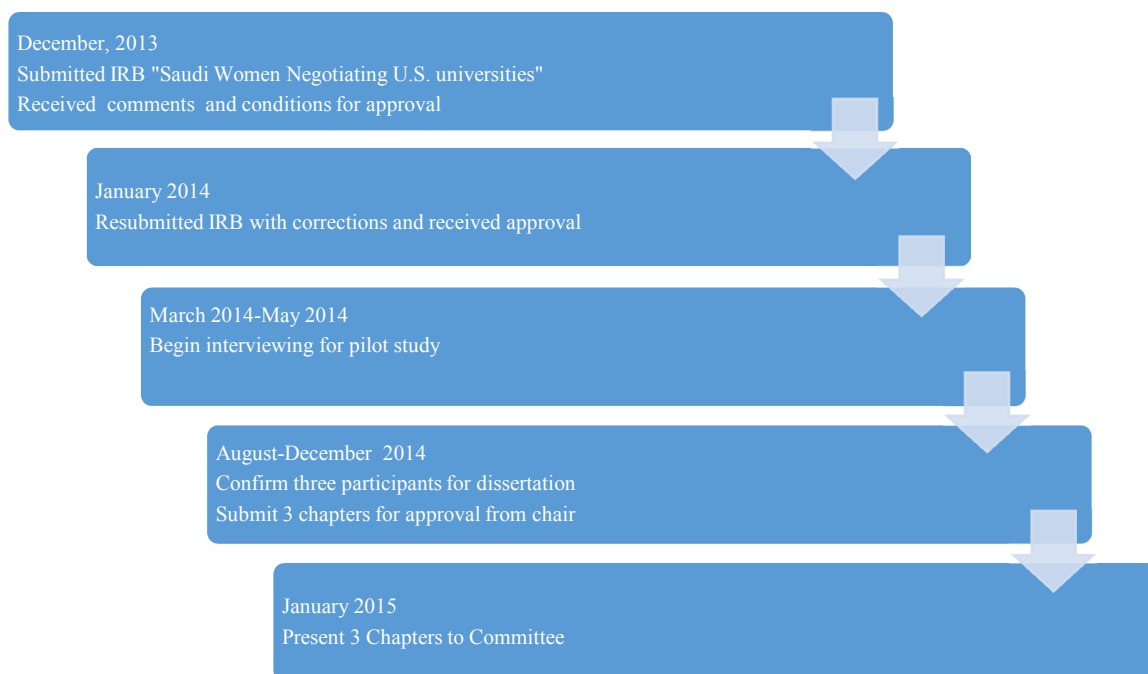 December, 2013
Submitted IRB "Saudi Women Negotiating U.S. universities"
Received  comments  and conditions for approval
January 2014
Resubmitted IRB with corrections and received approval
March 2014-May 2014
Begin interviewing for pilot study
August-December  2014
Confirm three participants for dissertation
Submit 3 chapters for approval from chair
January 2015
Present 3 Chapters to Committee